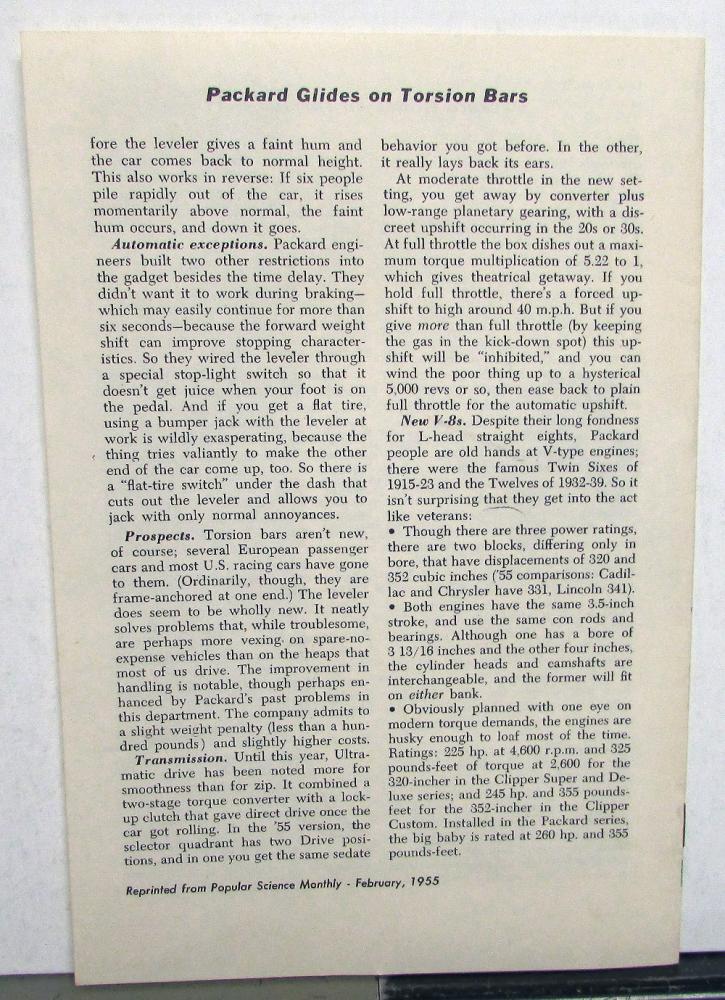 Packard Glides on Torsion Bars
fore the leveler gives a faint hum and
the car comes back to normal height.
This also works in reverse: If six people
pile rapidly out of the car, it rises
momentarily above normal, the faint
hum occurs, and down it goes.
Automatic exceptions. Packard engi-
neers built two other restrictions into
the gadget besides the time delay. They
didn't want it to work during braking—
which may easily continue for more than
six seconds—because the forward weight
shift can improve stopping character-
istics. So they wired the leveler through
a special stop-light switch so that it
doesn't get juice when your foot is on
the pedal. And if you get a flat tire,
using a bumper jack with the leveler at
work is wildly exasperating, because the
thing tries valiantly to make the other
end of the car come up, too. So there is
a "flat-tire switch" under the dash that
cuts out the leveler and allows you to
jack with only normal annoyances.
Prospects. Torsion bars aren't new,
of course; several European passenger
cars and most U.S. racing cars have gone
to them. (Ordinarily, though, they are
frame-anchored at one end.) The leveler
does seem to be wholly new. It neatly
solves problems that, while troublesome,
are perhaps more vexing on spare-no-
expense vehicles than on the heaps that
most of us drive. The improvement in
handling is notable, though perhaps en-
hanced by Packard's past problems in
this department. The company admits to
a slight weight penalty (less than a hun-
dred pounds) and slightly higher costs.
Transmission. Until this year, Ultra-
matic drive has been noted more for
smoothness than for zip. It combined a
two-stage torque converter with a lock-
up clutch that gave direct drive once the
car got rolling. In the '55 version, the
selector quadrant has two Drive posi-
tions, and in one you get the same sedate
behavior you got before. In the other,
it really lays back its ears.
At moderate throttle in the new set-
ting, you get away by converter plus
low-range planetary gearing, with a dis-
creet upshift occurring in the 20s or 30s.
At full throttle the box dishes out a maxi-
mum torque multiplication of 5.22 to 1,
which gives theatrical getaway. If you
hold full throttle, there's a forced up-
shift to high around 40 m.p.h. But if you
give more than full throttle (by keeping
the gas in the kick-down spot) this up-
shift will be "inhibited," and you can
wind the poor thing up to a hysterical
5,000 revs or so, then ease back to plain
full throttle for the automatic upshift.
New V-8s. Despite their long fondness
for L-head straight eights, Packard
people are old hands at V-type engines;
there were the famous Twin Sixes of
1915-23 and the Twelves of 1932-39. So it
isn't surprising that they get into the act
like veterans:
• Though there are three power ratings,
there are two blocks, differing only in
bore, that have displacements of 320 and
352 cubic inches ('55 comparisons: Cadil-
lac and Chrysler have 331, Lincoln 341).
• Both engines have the same 3.5-inch
stroke, and use the same con rods and
bearings. Although one has a bore of
3 13/16 inches and the other four inches,
the cylinder heads and camshafts are
interchangeable, and the former will fit
on either bank.
• Obviously planned with one eye on
modern torque demands, the engines are
husky enough to loaf most of the time.
Ratings: 225 hp. at 4,600 r.p.m. and 325
pounds-feet of torque at 2,600 for the
320-incher in the Clipper Super and De-
luxe series; and 245 hp. and 355 pounds-
feet for the 352-incher in the Clipper
Custom. Installed in the Packard series,
the big baby is rated at 260 hp. and 355
pounds-feet.
Reprinted from Popular Science Monthly - February, 1955